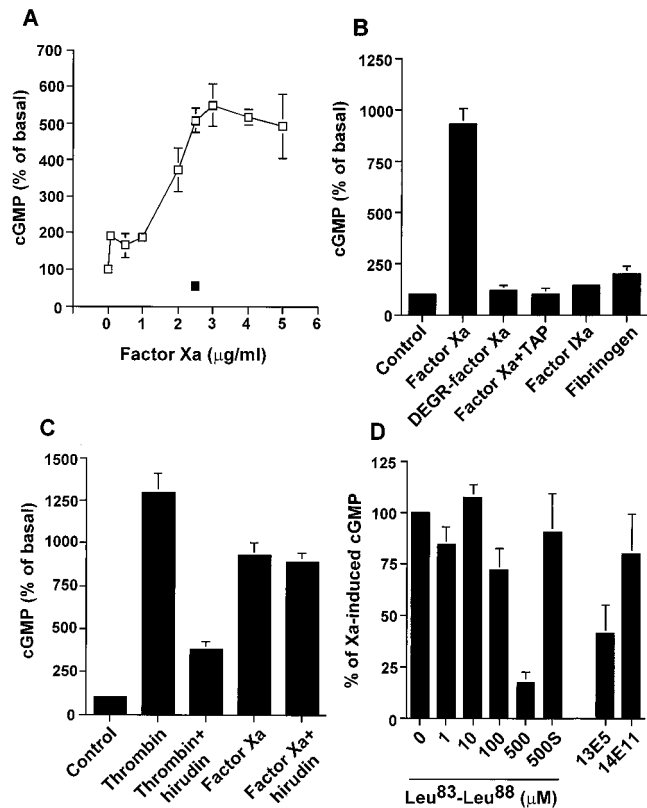 A
700
600
500
400
300
200
100
0
cGMP (% of basal)
0 1 2 3 4 5 6
Factor Xa (μg/ml)
B
1250
1000
750
500
250
0
cGMP (% of basal)
Control
Factor Xa
DEGR-factor Xa
Factor Xa+TAP
Factor IXa
Fibrinogen
C
1500
1250
1000
750
500
250
0
cGMP (% of basal)
Control
Thrombin
Thrombin+
hirudin
Factor Xa
Factor Xa+
hirudin
D
125
100
75
50
25
0
% of Xa-induced cGMP
0 1 10 100 500 500S 13E5 14E11
Leu83-Leu88 (μM)